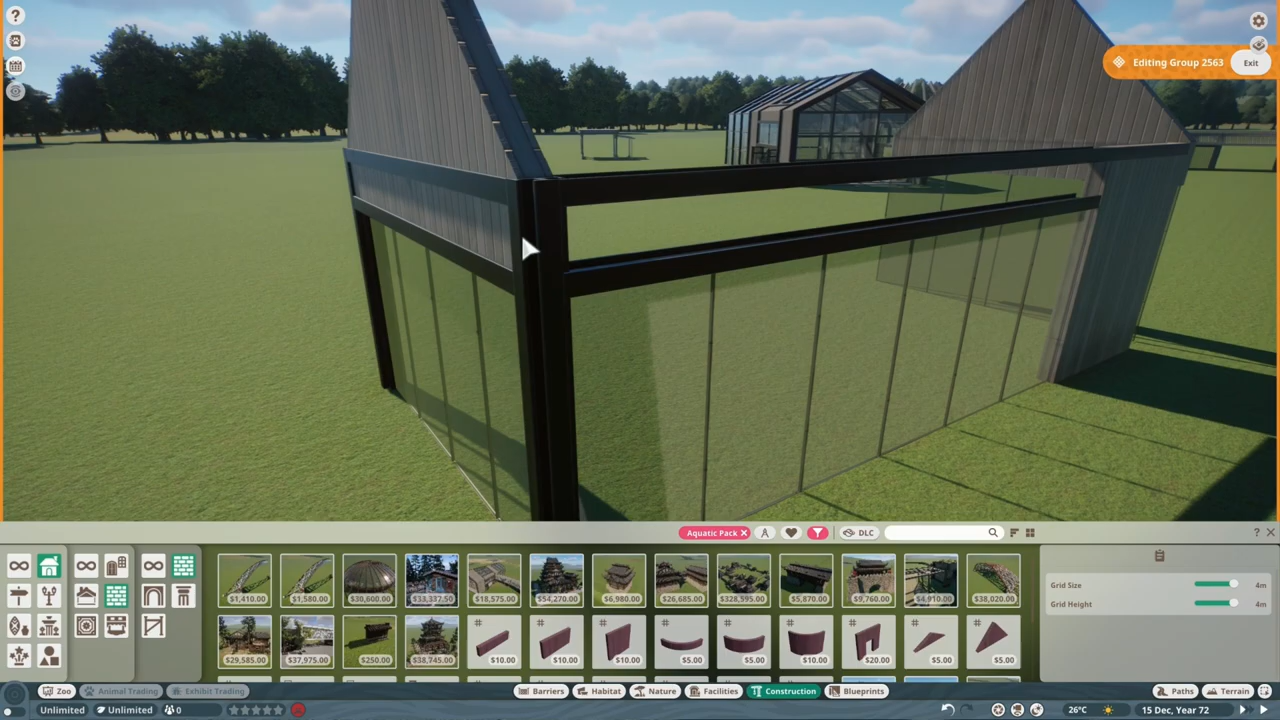 ?
Editing Group 2563
Exit
Aquatic Pack ✕
DLC
?
$1,410.00
$1,580.00
$30,600.00
$33,337.50
$18,575.00
$54,270.00
$6,980.00
$26,685.00
$328,595.00
$5,870.00
$9,760.00
$4,910.00
$38,020.00
Grid Size
4m
Grid Height
4m
$29,585.00
$37,975.00
$250.00
$38,745.00
$10.00
$10.00
$10.00
$5.00
$5.00
$10.00
$20.00
$5.00
$5.00
Zoo
Animal Trading
Exhibit Trading
Barriers
Habitat
Nature
Facilities
Construction
Blueprints
Paths
Terrain
Unlimited
Unlimited
0
26°C
15 Dec, Year 72